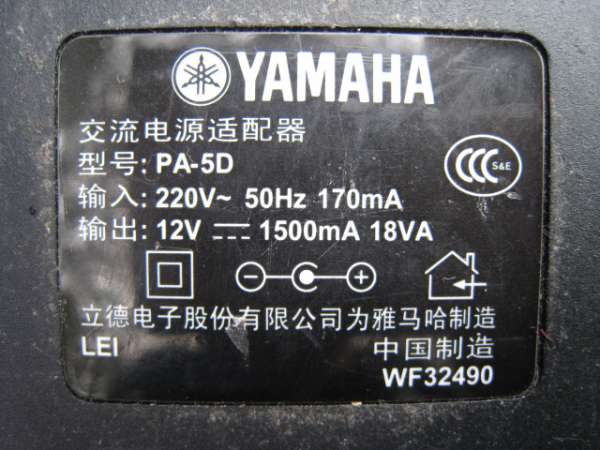 YAMAHA
交流电源适配器
型号: PA-5D
CCC S&E
输入: 220V~ 50Hz 170mA
输出: 12V ⎓ 1500mA 18VA
立德电子股份有限公司为雅马哈制造
LEI 中国制造
WF32490